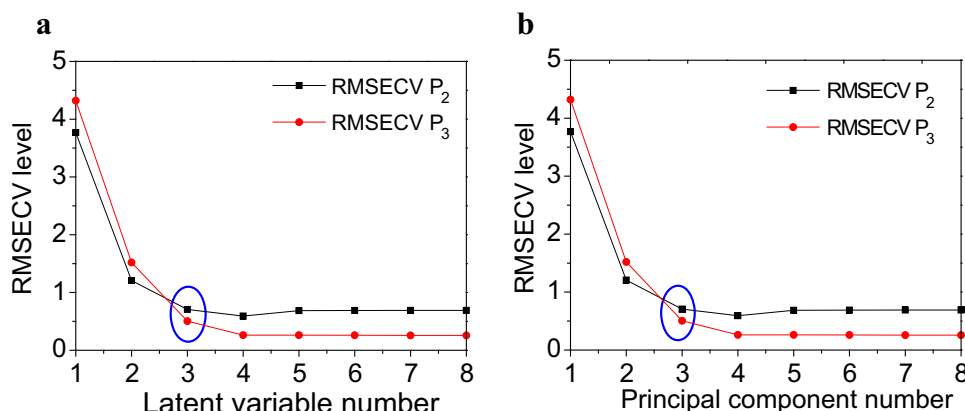 a
5
4
3
2
1
0
RMSECV level
RMSECV P2
RMSECV P3
1 2 3 4 5 6 7 8
Latent variable number
b
5
4
3
2
1
0
RMSECV level
RMSECV P2
RMSECV P3
1 2 3 4 5 6 7 8
Principal component number